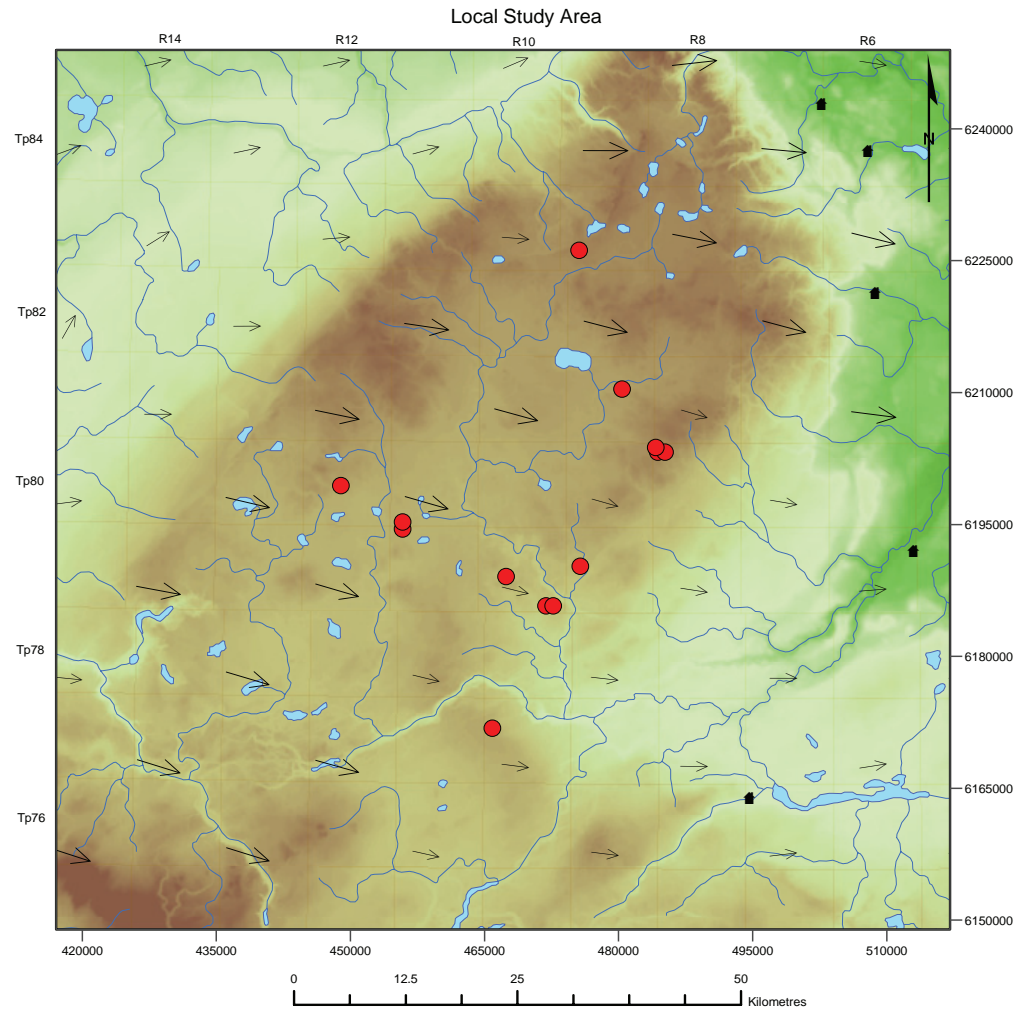 Local Study Area
R14 R12 R10 R8 R6
N
Tp84
Tp82
Tp80
Tp78
Tp76
6240000
6225000
6210000
6195000
6180000
6165000
6150000
420000 435000 450000 465000 480000 495000 510000
0 12.5 25 50
Kilometres